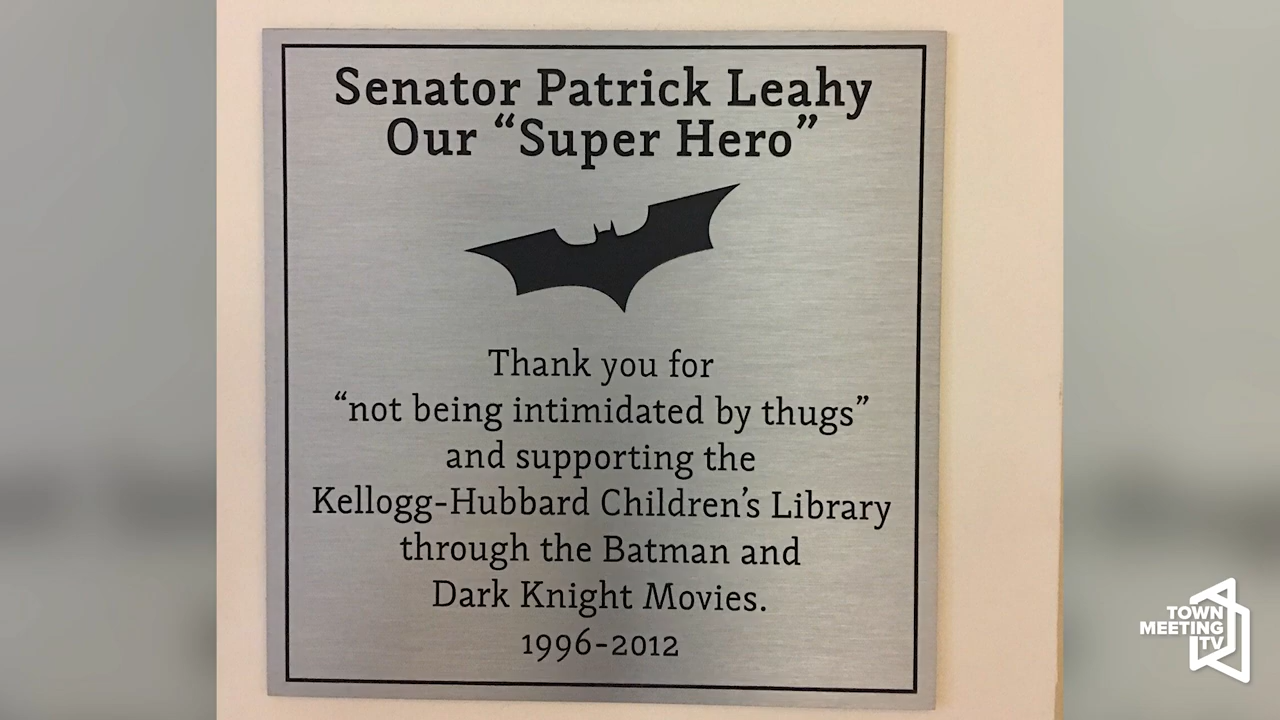 Senator Patrick Leahy
Our “Super Hero”
Thank you for
“not being intimidated by thugs”
and supporting the
Kellogg-Hubbard Children’s Library
through the Batman and
Dark Knight Movies.
1996-2012
TOWN
MEETING
TV